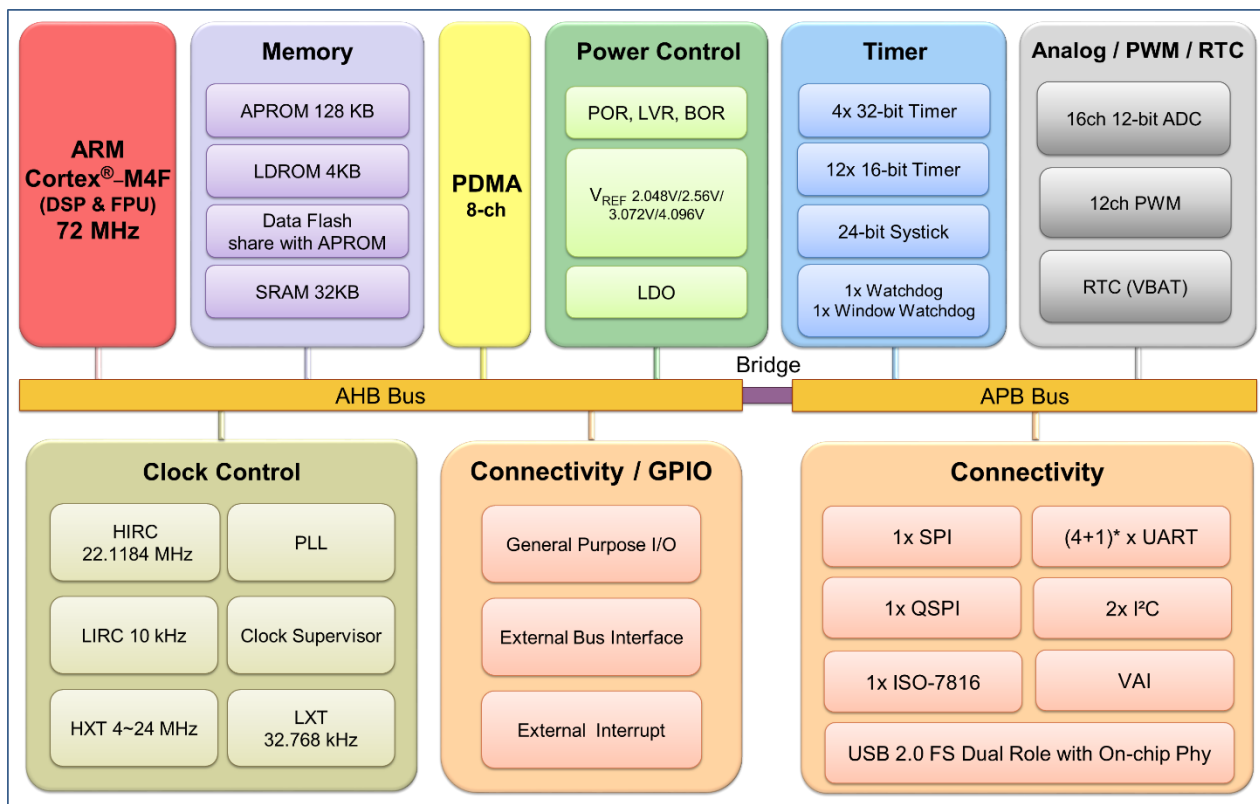 ARM
Cortex®–M4F
(DSP & FPU)
72 MHz
Memory
APROM 128 KB
LDROM 4KB
Data Flash
share with APROM
SRAM 32KB
PDMA
8-ch
Power Control
POR, LVR, BOR
VREF 2.048V/2.56V/
3.072V/4.096V
LDO
Timer
4x 32-bit Timer
12x 16-bit Timer
24-bit Systick
1x Watchdog
1x Window Watchdog
Analog / PWM / RTC
16ch 12-bit ADC
12ch PWM
RTC (VBAT)
AHB Bus
Bridge
APB Bus
Clock Control
HIRC
22.1184 MHz
PLL
LIRC 10 kHz
Clock Supervisor
HXT 4~24 MHz
LXT
32.768 kHz
Connectivity / GPIO
General Purpose I/O
External Bus Interface
External Interrupt
Connectivity
1x SPI
(4+1)* x UART
1x QSPI
2x I²C
1x ISO-7816
VAI
USB 2.0 FS Dual Role with On-chip Phy